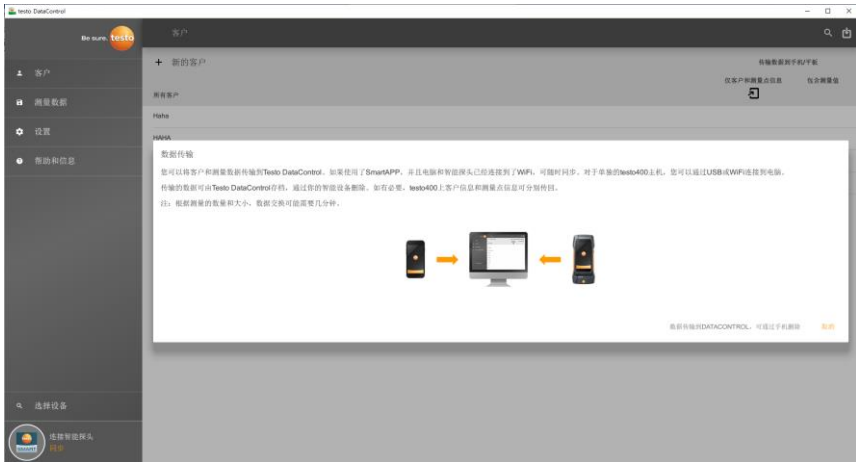 testo DataControl
Be sure. testo
客户
客户
测量数据
设置
帮助和信息
选择设备
连接智能探头
同步
SMART
+ 新的客户
传输数据到手机/平板
仅客户和测量点信息 包含测量值
所有客户
Haha
HAHA
数据传输
您可以将客户和测量数据传输到Testo DataControl。如果使用了SmartAPP，并且电脑和智能探头已经连接到了WiFi，可随时同步。对于单独的testo400主机，您可以通过USB或WiFi连接到电脑。
传输的数据可由Testo DataControl存档，通过你的智能设备删除。如有必要，testo400上客户信息和测量点信息可分别传回。
注：根据测量的数量和大小，数据交换可能需要几分钟。
数据传输到DATACONTROL，可通过手机删除 取消